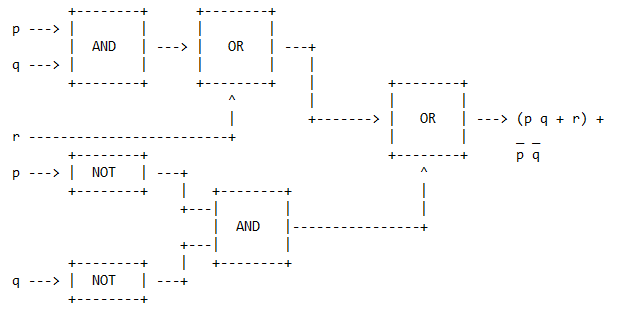 p ---> AND ---> OR ---+
q --->
OR ---> (p q + r) +
r
p̅ q̅
p ---> NOT ---+
AND
q ---> NOT ---+